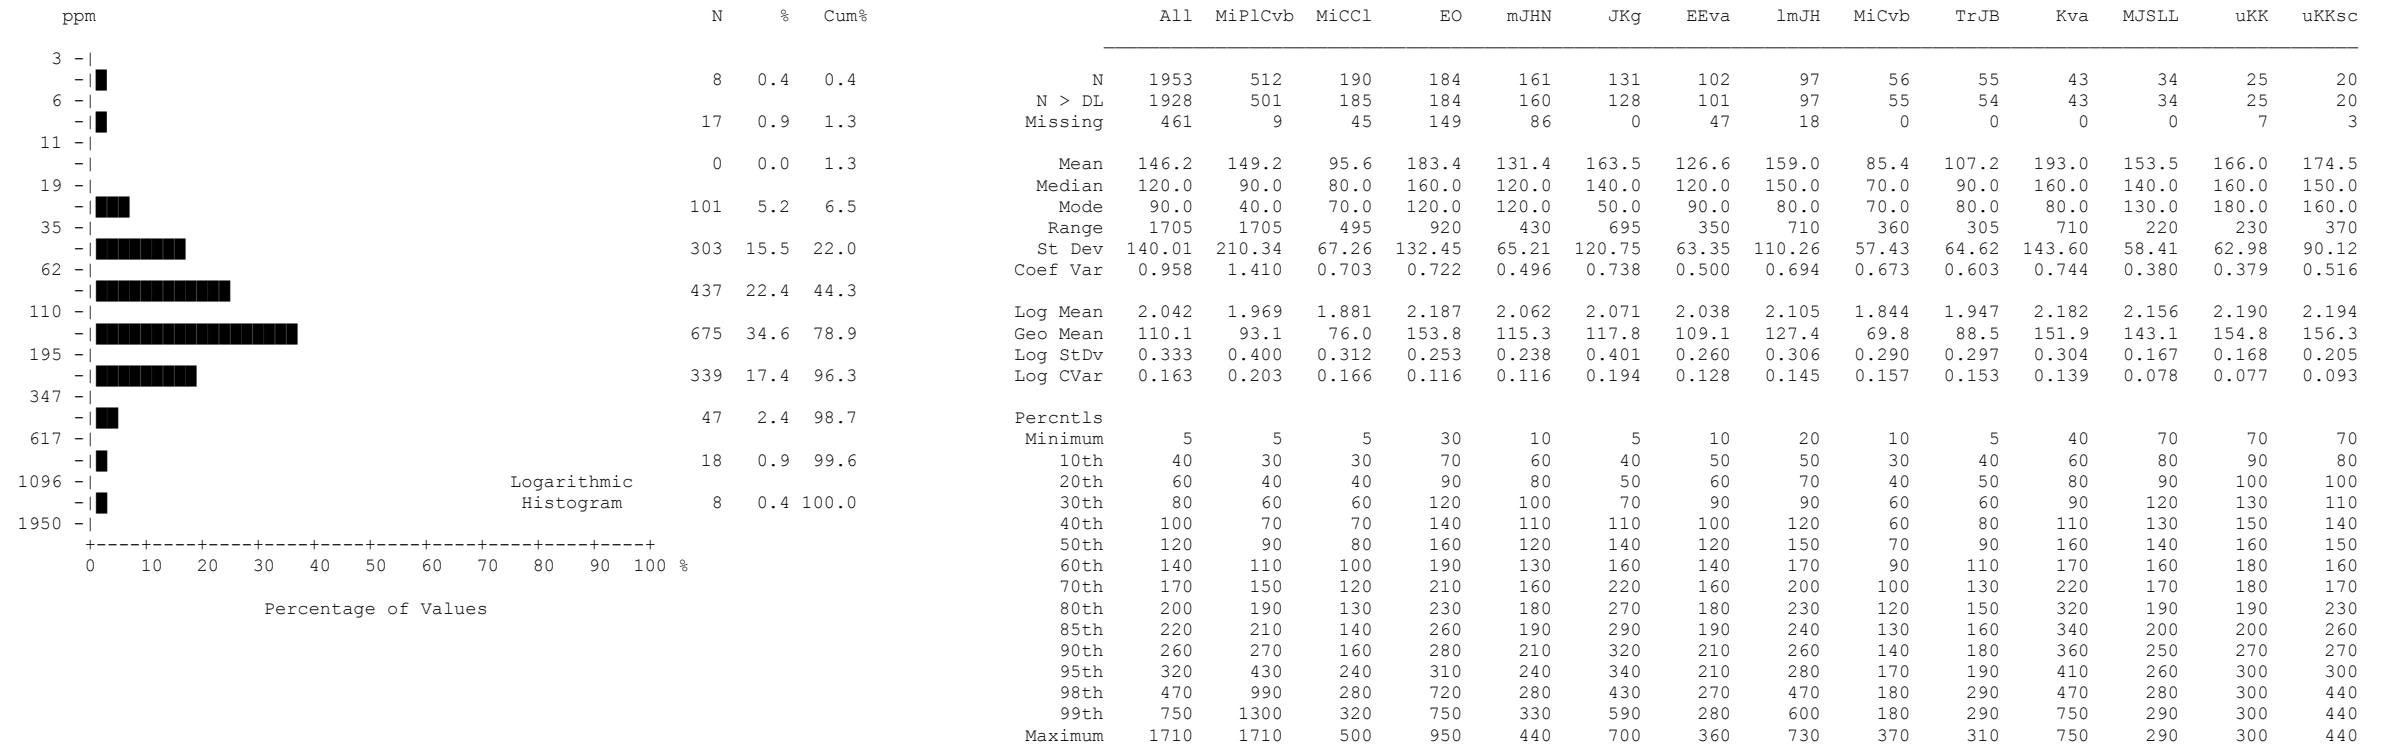 ppm N % Cum% All MiPlCvb MiCCl EO mJHN JKg EEva lmJH MiCvb TrJB Kva MJSLL uKK uKKsc
3 -|
-| 8 0.4 0.4 N 1953 512 190 184 161 131 102 97 56 55 43 34 25 20
6 -| N > DL 1928 501 185 184 160 128 101 97 55 54 43 34 25 20
-| 17 0.9 1.3 Missing 461 9 45 149 86 0 47 18 0 0 0 0 7 3
11 -|
-| 0 0.0 1.3 Mean 146.2 149.2 95.6 183.4 131.4 163.5 126.6 159.0 85.4 107.2 193.0 153.5 166.0 174.5
19 -| Median 120.0 90.0 80.0 160.0 120.0 140.0 120.0 150.0 70.0 90.0 160.0 140.0 160.0 150.0
-| 101 5.2 6.5 Mode 90.0 40.0 70.0 120.0 120.0 50.0 90.0 80.0 70.0 80.0 80.0 130.0 180.0 160.0
35 -| Range 1705 1705 495 920 430 695 350 710 360 305 710 220 230 370
-| 303 15.5 22.0 St Dev 140.01 210.34 67.26 132.45 65.21 120.75 63.35 110.26 57.43 64.62 143.60 58.41 62.98 90.12
62 -| Coef Var 0.958 1.410 0.703 0.722 0.496 0.738 0.500 0.694 0.673 0.603 0.744 0.380 0.379 0.516
-| 437 22.4 44.3
110 -| Log Mean 2.042 1.969 1.881 2.187 2.062 2.071 2.038 2.105 1.844 1.947 2.182 2.156 2.190 2.194
-| 675 34.6 78.9 Geo Mean 110.1 93.1 76.0 153.8 115.3 117.8 109.1 127.4 69.8 88.5 151.9 143.1 154.8 156.3
195 -| Log StDv 0.333 0.400 0.312 0.253 0.238 0.401 0.260 0.306 0.290 0.297 0.304 0.167 0.168 0.205
-| 339 17.4 96.3 Log CVar 0.163 0.203 0.166 0.116 0.116 0.194 0.128 0.145 0.157 0.153 0.139 0.078 0.077 0.093
347 -|
-| 47 2.4 98.7 Percntls
617 -| Minimum 5 5 5 30 10 5 10 20 10 5 40 70 70 70
-| 18 0.9 99.6 10th 40 30 30 70 60 40 50 50 30 40 60 80 90 80
1096 -| Logarithmic 20th 60 40 40 90 80 50 60 70 40 50 80 90 100 100
-| Histogram 8 0.4 100.0 30th 80 60 60 120 100 70 90 90 60 60 90 120 130 110
1950 -| 40th 100 70 70 140 110 110 100 120 60 80 110 130 150 140
+----+----+----+----+----+----+----+----+----+----+ 50th 120 90 80 160 120 140 120 150 70 90 160 140 160 150
0 10 20 30 40 50 60 70 80 90 100 % 60th 140 110 100 190 130 160 140 170 90 110 170 160 180 160
70th 170 150 120 210 160 220 160 200 100 130 220 170 180 170
Percentage of Values 80th 200 190 130 230 180 270 180 230 120 150 320 190 190 230
85th 220 210 140 260 190 290 190 240 130 160 340 200 200 260
90th 260 270 160 280 210 320 210 260 140 180 360 250 270 270
95th 320 430 240 310 240 340 210 280 170 190 410 260 300 300
98th 470 990 280 720 280 430 270 470 180 290 470 280 300 440
99th 750 1300 320 750 330 590 280 600 180 290 750 290 300 440
Maximum 1710 1710 500 950 440 700 360 730 370 310 750 290 300 440